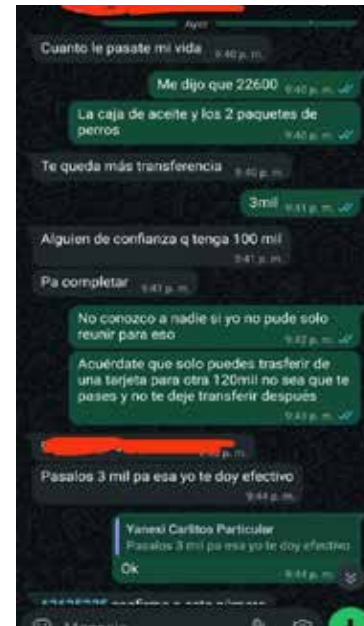 Ayer
Cuanto le pasate mi vida 9:40 p. m.
Me dijo que 22600 9:40 p. m.
La caja de aceite y los 2 paquetes de
perros 9:40 p. m.
Te queda más transferencia 9:40 p. m.
3mil 9:41 p. m.
Alguien de confianza q tenga 100 mil
9:41 p. m.
Pa completar 9:41 p. m.
No conozco a nadie si yo no pude solo
reunir para eso 9:42 p. m.
Acuérdate que solo puedes trasferir de
una tarjeta para otra 120mil no sea que te
pases y no te deje transferir después
9:43 p. m.
p. m.
Pasalos 3 mil pa esa yo te doy efectivo
9:44 p. m.
Yanexi Carlitos Particular
Pasalos 3 mil pa esa yo te doy efectivo
Ok 9:44 p. m.